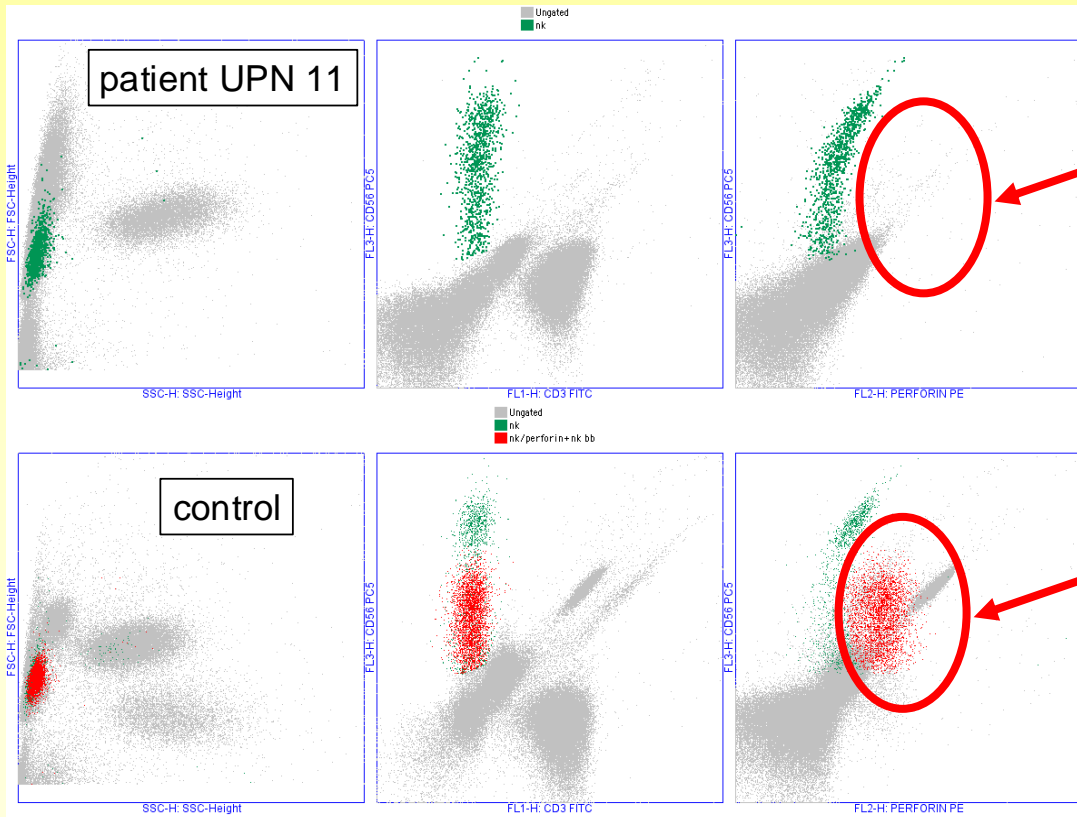 Ungated
nk
patient UPN 11
FSC-H: FSC-Height
SSC-H: SSC-Height
FL3-H: CD56 PC5
FL1-H: CD3 FITC
FL3-H: CD56 PC5
FL2-H: PERFORIN PE
Ungated
nk
nk/perforin+nk bb
control
FSC-H: FSC-Height
SSC-H: SSC-Height
FL3-H: CD56 PC5
FL1-H: CD3 FITC
FL3-H: CD56 PC5
FL2-H: PERFORIN PE